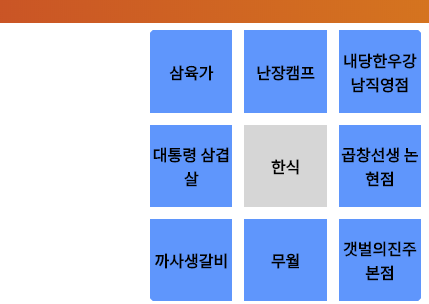 삼육가
난장캠프
내당한우강
남직영점
대통령 삼겹
살
한식
곱창선생 논
현점
까사생갈비
무월
갯벌의진주
본점